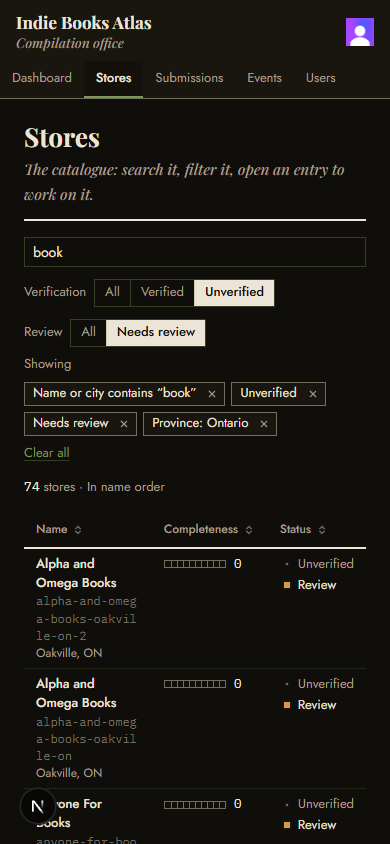 Indie Books Atlas
Compilation office
Dashboard Stores Submissions Events Users
Stores
The catalogue: search it, filter it, open an entry to
work on it.
book
Verification All Verified Unverified
Review All Needs review
Showing
Name or city contains “book” × Unverified ×
Needs review × Province: Ontario ×
Clear all
74 stores · In name order
Name Completeness Status
Alpha and
Omega Books
alpha-and-omeg
a-books-oakvil
le-on-2
Oakville, ON
0
· Unverified
Review
Alpha and
Omega Books
alpha-and-omeg
a-books-oakvil
le-on
Oakville, ON
0
· Unverified
Review
N
For
Books
0
· Unverified
Review
anyone-for-boo